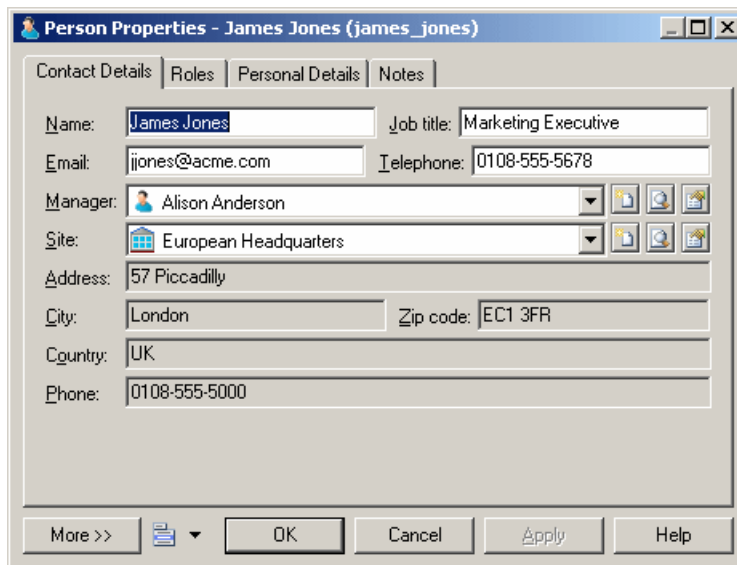 Person Properties - James Jones (james_jones)
Contact Details Roles Personal Details Notes
Name: James Jones Job title: Marketing Executive
Email: jjones@acme.com Telephone: 0108-555-5678
Manager: Alison Anderson
Site: European Headquarters
Address: 57 Piccadilly
City: London Zip code: EC1 3FR
Country: UK
Phone: 0108-555-5000
More >> OK Cancel Apply Help